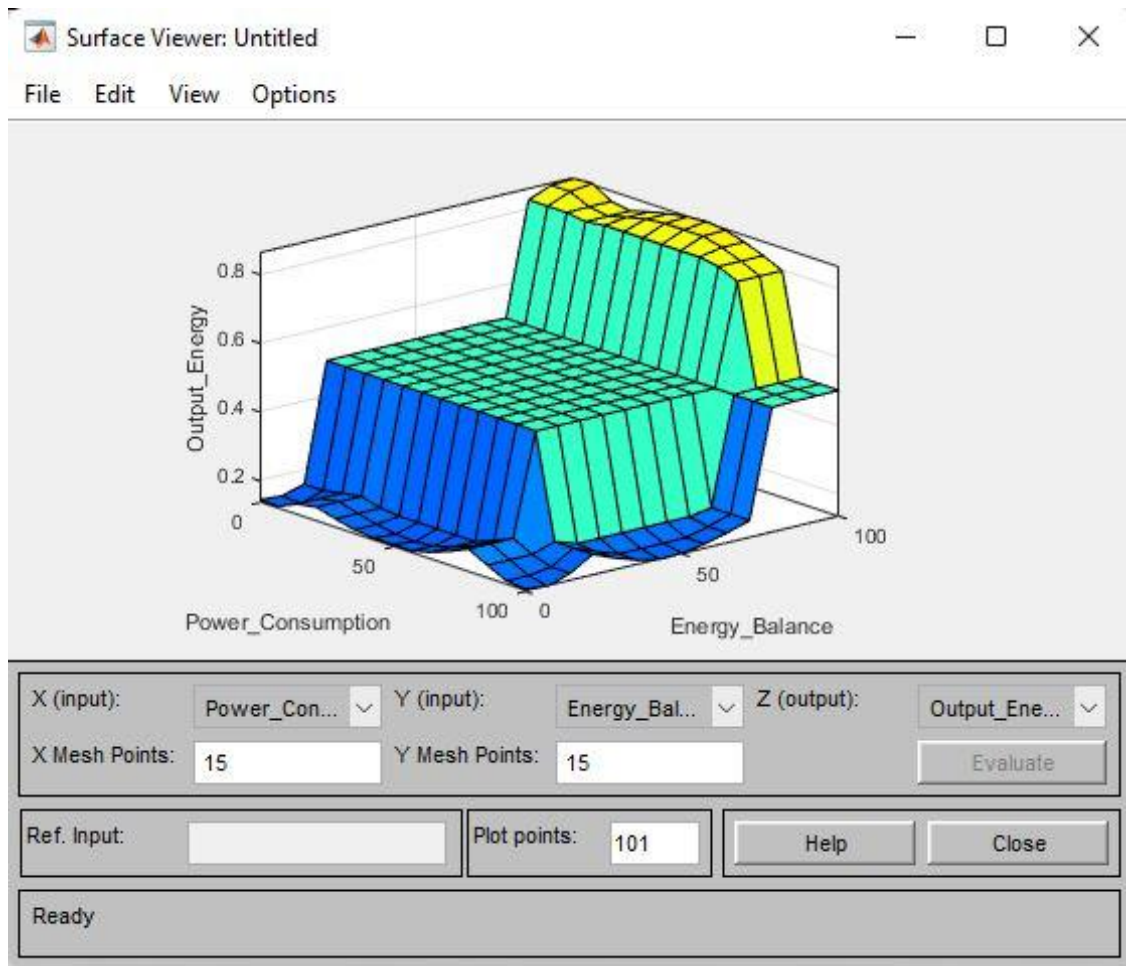 Surface Viewer: Untitled
File Edit View Options
0.8
0.6
0.4
0.2
Output_Energy
0
50
100
Power_Consumption
0
50
100
Energy_Balance
X (input): Power_Con... Y (input): Energy_Bal... Z (output): Output_Ene...
X Mesh Points: 15 Y Mesh Points: 15 Evaluate
Ref. Input: Plot points: 101 Help Close
Ready